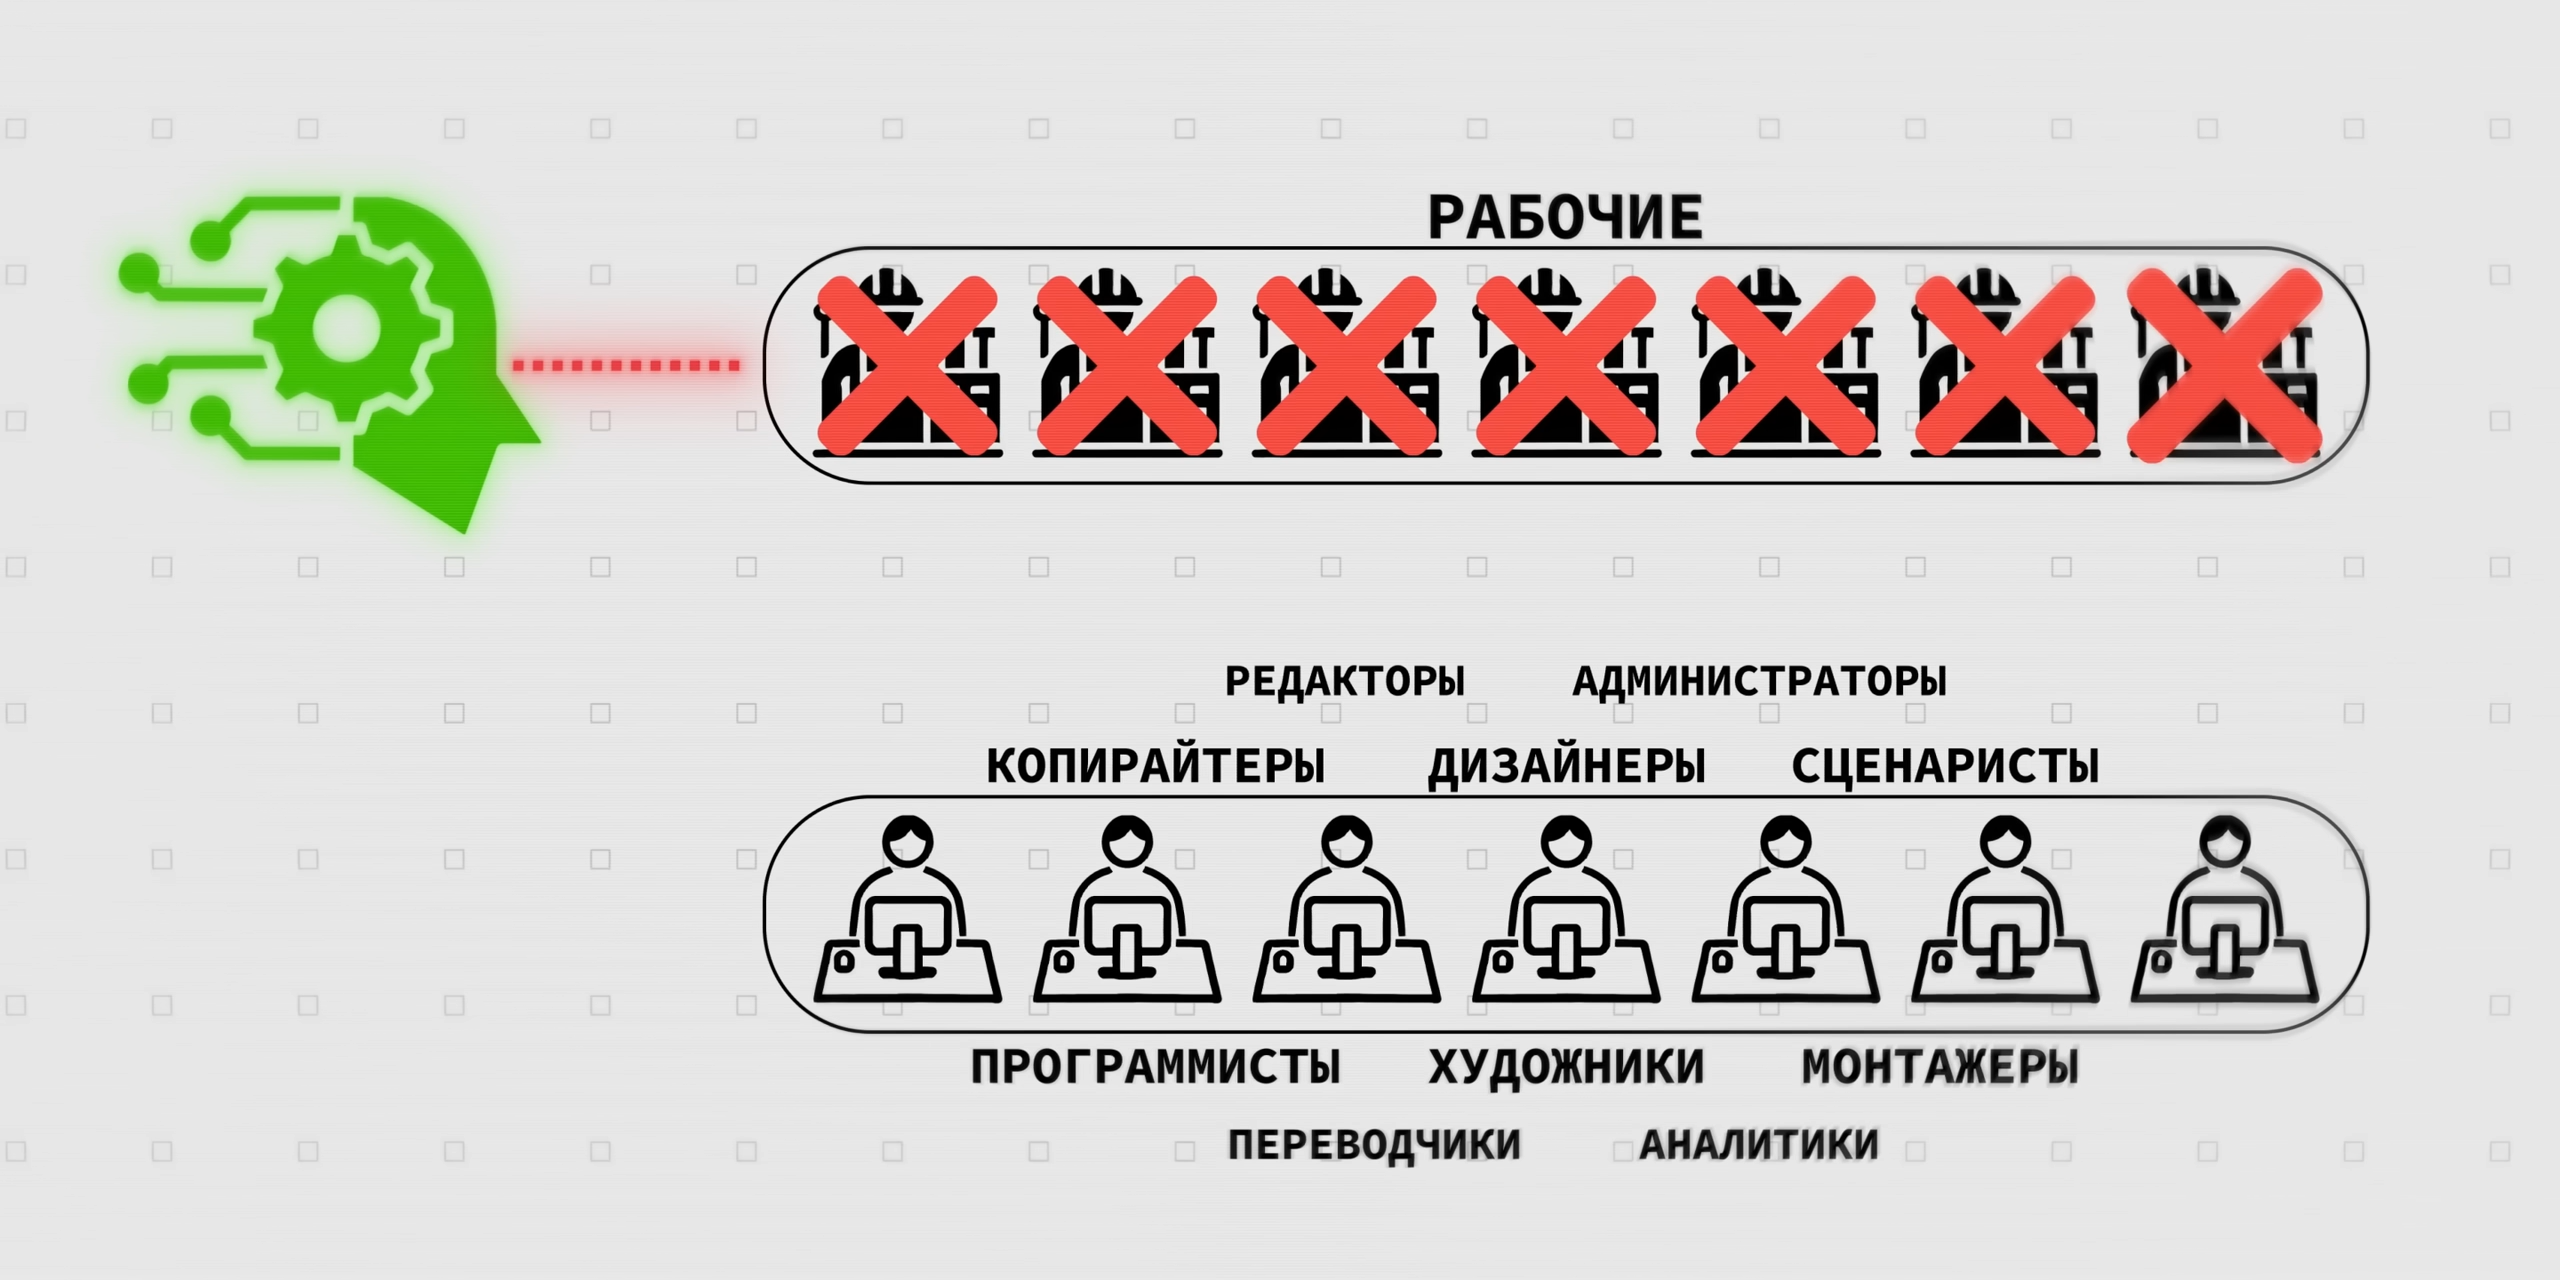 РАБОЧИЕ
РЕДАКТОРЫ АДМИНИСТРАТОРЫ
КОПИРАЙТЕРЫ ДИЗАЙНЕРЫ СЦЕНАРИСТЫ
ПРОГРАММИСТЫ ХУДОЖНИКИ МОНТАЖЕРЫ
ПЕРЕВОДЧИКИ АНАЛИТИКИ